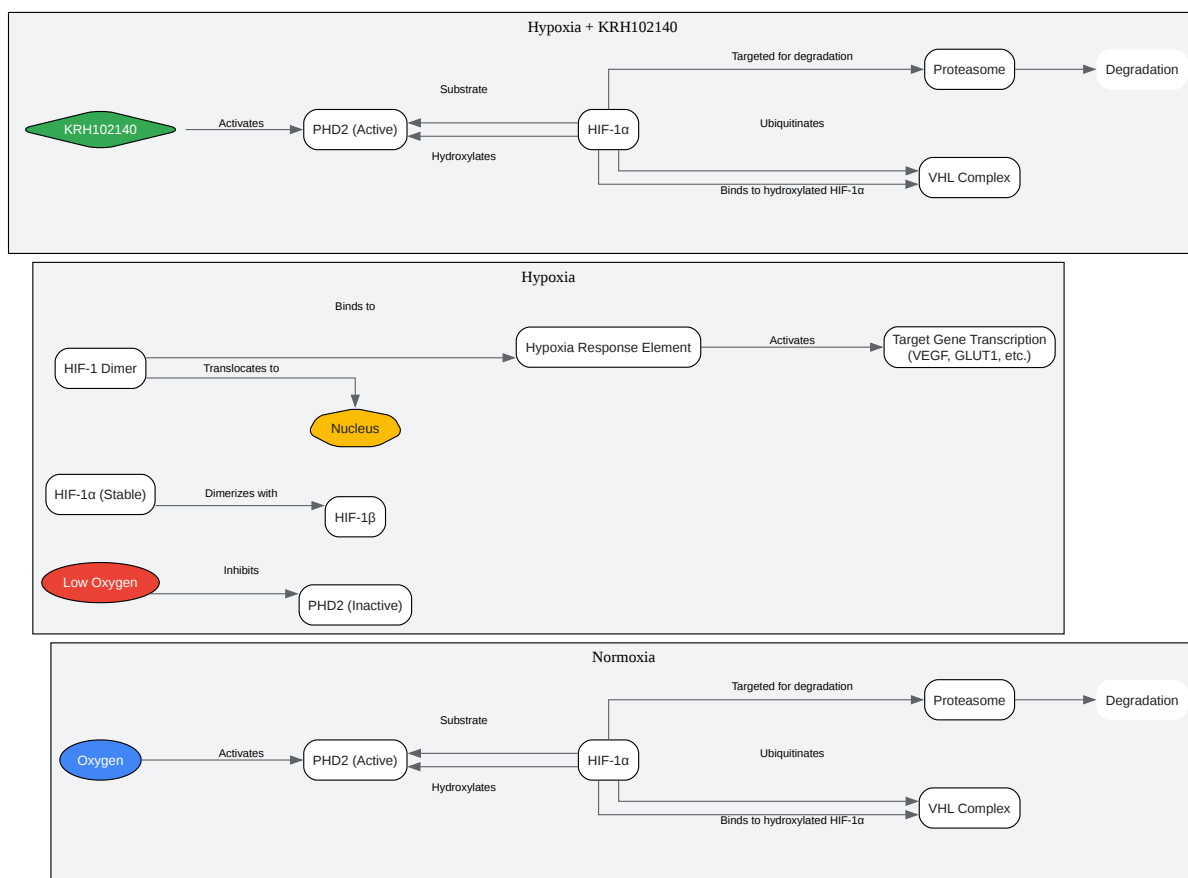 Hypoxia + KRH102140
Targeted for degradation
Proteasome
Degradation
Substrate
KRH102140
Activates
PHD2 (Active)
HIF-1α
Ubiquitinates
Hydroxylates
VHL Complex
Binds to hydroxylated HIF-1α
Hypoxia
Binds to
Hypoxia Response Element
Activates
Target Gene Transcription
(VEGF, GLUT1, etc.)
HIF-1 Dimer
Translocates to
Nucleus
HIF-1α (Stable)
Dimerizes with
HIF-1β
Low Oxygen
Inhibits
PHD2 (Inactive)
Normoxia
Targeted for degradation
Proteasome
Degradation
Substrate
Oxygen
Activates
PHD2 (Active)
HIF-1α
Ubiquitinates
Hydroxylates
VHL Complex
Binds to hydroxylated HIF-1α